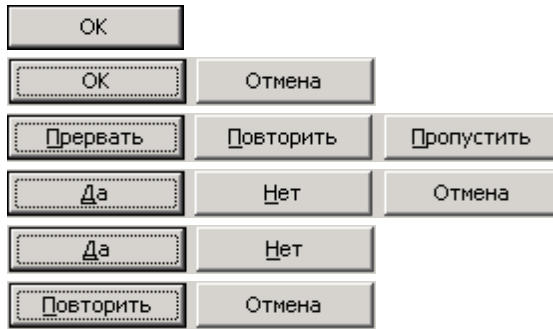 OK
OK Отмена
Прервать Повторить Пропустить
Да Нет Отмена
Да Нет
Повторить Отмена